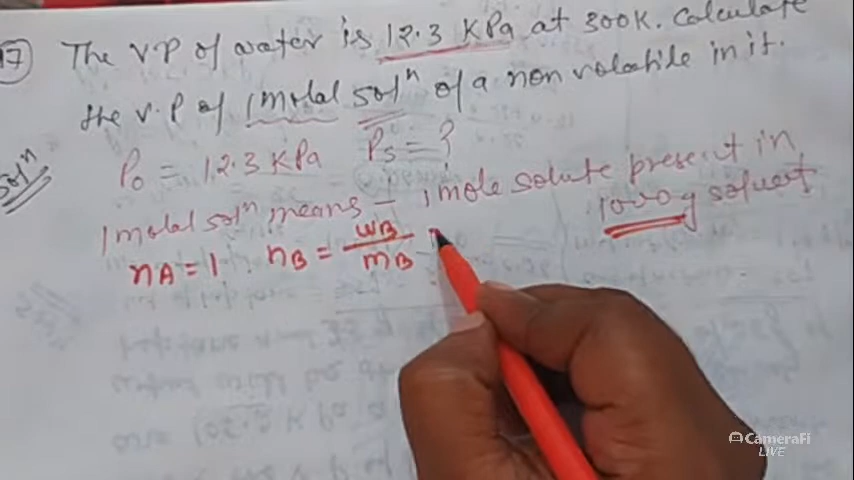 17) The V.P of water is 12.3 KPa at 300K. Calculate
the V.P of 1 molal solⁿ of a non volatile in it.
Solⁿ
P₀ = 12.3 KPa Ps = ?
1 molal solⁿ means – 1 mole solute present in
1000g solvent
nA = 1 . nB = WB/mB =
CameraFi
LIVE